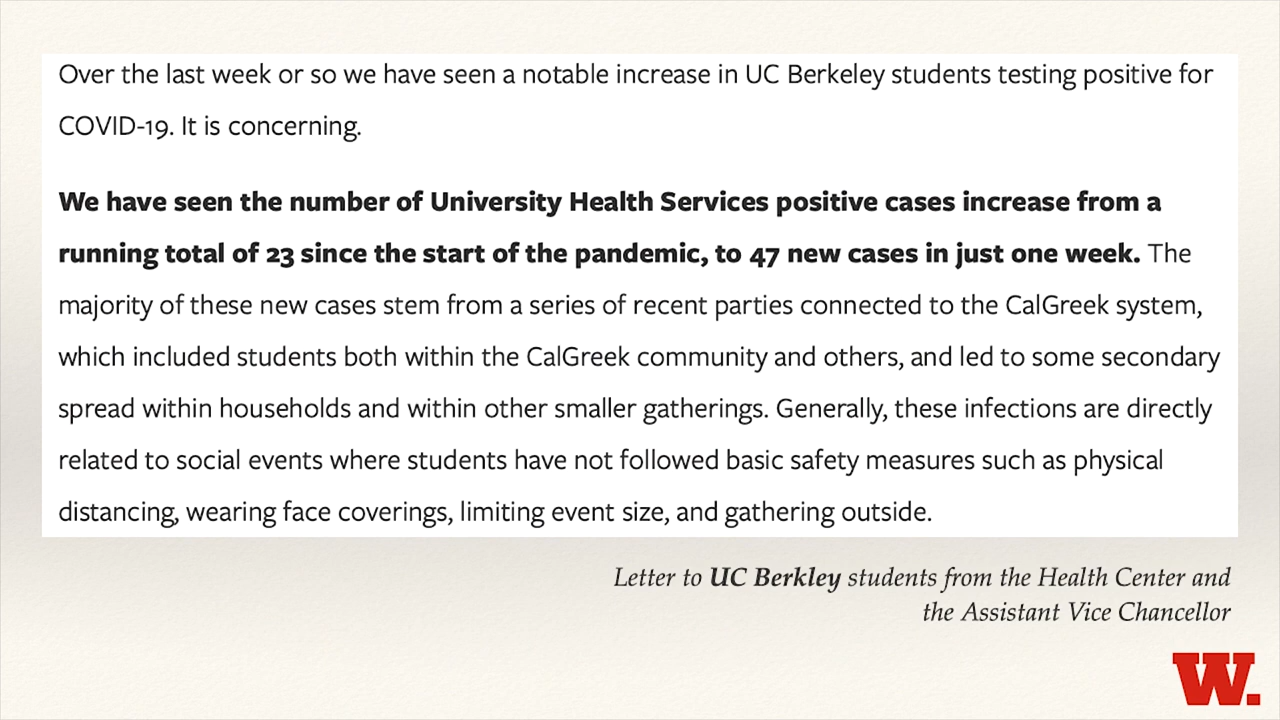 Over the last week or so we have seen a notable increase in UC Berkeley students testing positive for
COVID-19. It is concerning.
We have seen the number of University Health Services positive cases increase from a
running total of 23 since the start of the pandemic, to 47 new cases in just one week. The
majority of these new cases stem from a series of recent parties connected to the CalGreek system,
which included students both within the CalGreek community and others, and led to some secondary
spread within households and within other smaller gatherings. Generally, these infections are directly
related to social events where students have not followed basic safety measures such as physical
distancing, wearing face coverings, limiting event size, and gathering outside.
Letter to UC Berkley students from the Health Center and
the Assistant Vice Chancellor
W.